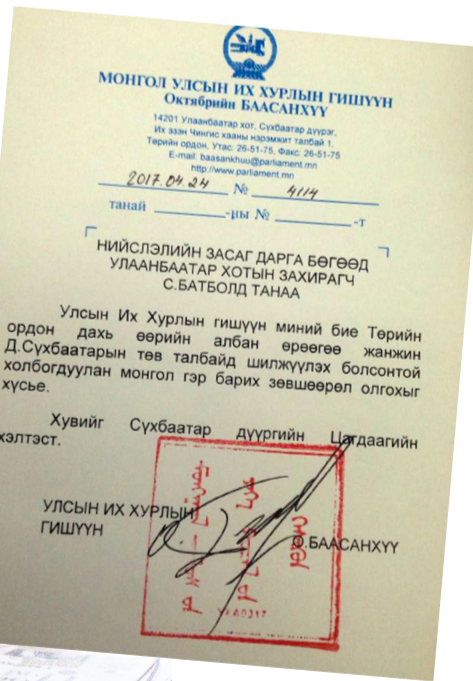 МОНГОЛ УЛСЫН ИХ ХУРЛЫН ГИШҮҮН
Октябрийн БААСАНХҮҮ
14201 Улаанбаатар хот, Сүхбаатар дүүрэг,
Их эзэн Чингис хааны нэрэмжит талбай 1,
Төрийн ордон, Утас: 26-51-75, Факс: 26-51-75
E-mail: baasankhuu@parliament.mn
http://www.parliament.mn
2017.04.24 № 4114
танай ____-ны № ____-т
НИЙСЛЭЛИЙН ЗАСАГ ДАРГА БӨГӨӨД
УЛААНБААТАР ХОТЫН ЗАХИРАГЧ
С.БАТБОЛД ТАНАА
Улсын Их Хурлын гишүүн миний бие Төрийн
ордон дахь өөрийн албан өрөөгөө жанжин
Д.Сүхбаатарын төв талбайд шилжүүлэх болсонтой
холбогдуулан монгол гэр барих зөвшөөрөл олгохыг
хүсье.
Хувийг Сүхбаатар дүүргийн Цагдаагийн
хэлтэст.
УЛСЫН ИХ ХУРЛЫН
ГИШҮҮН
О.БААСАНХҮҮ